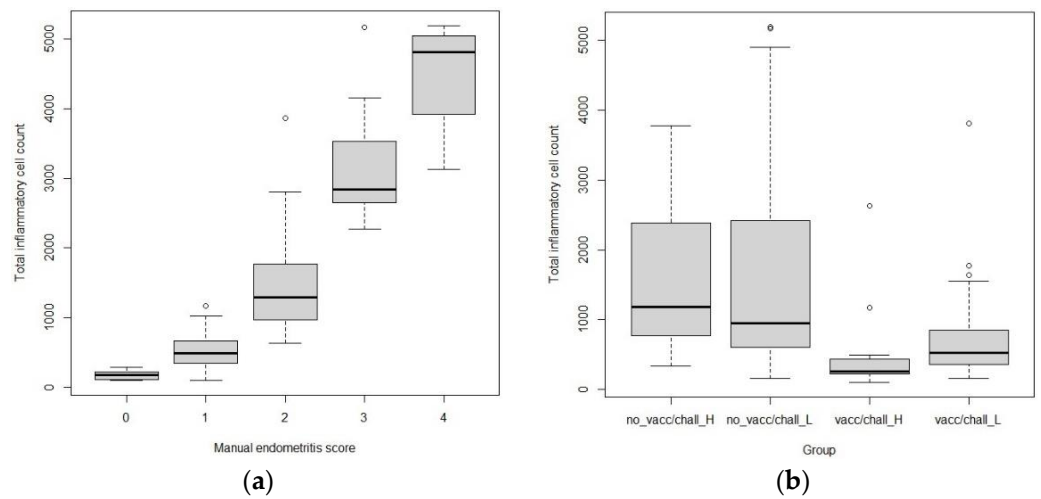 Total inflammatory cell count
5000
4000
3000
2000
1000
0
0 1 2 3 4
Manual endometritis score
(a)
Total inflammatory cell count
5000
4000
3000
2000
1000
0
no_vacc/chall_H no_vacc/chall_L vacc/chall_H vacc/chall_L
Group
(b)